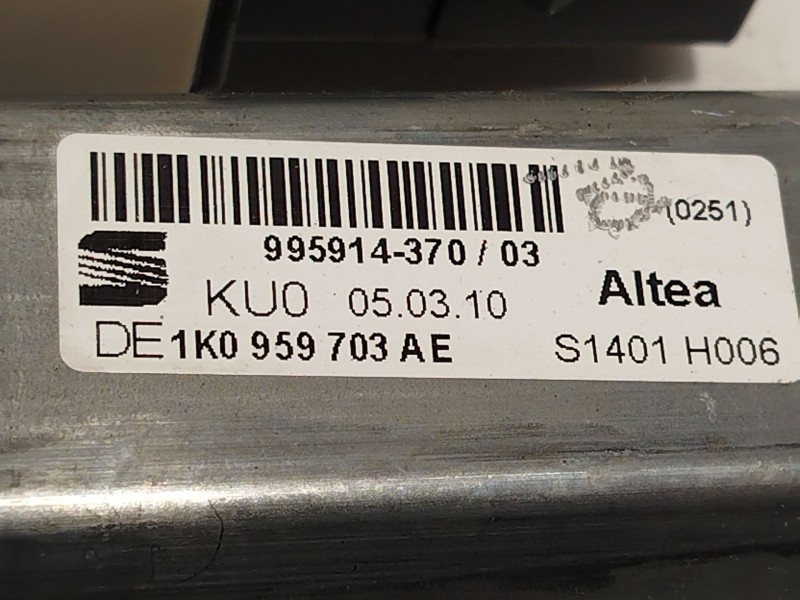 (0251)
995914-370 / 03
KU0 05.03.10 Altea
DE 1K0 959 703 AE S1401 H006